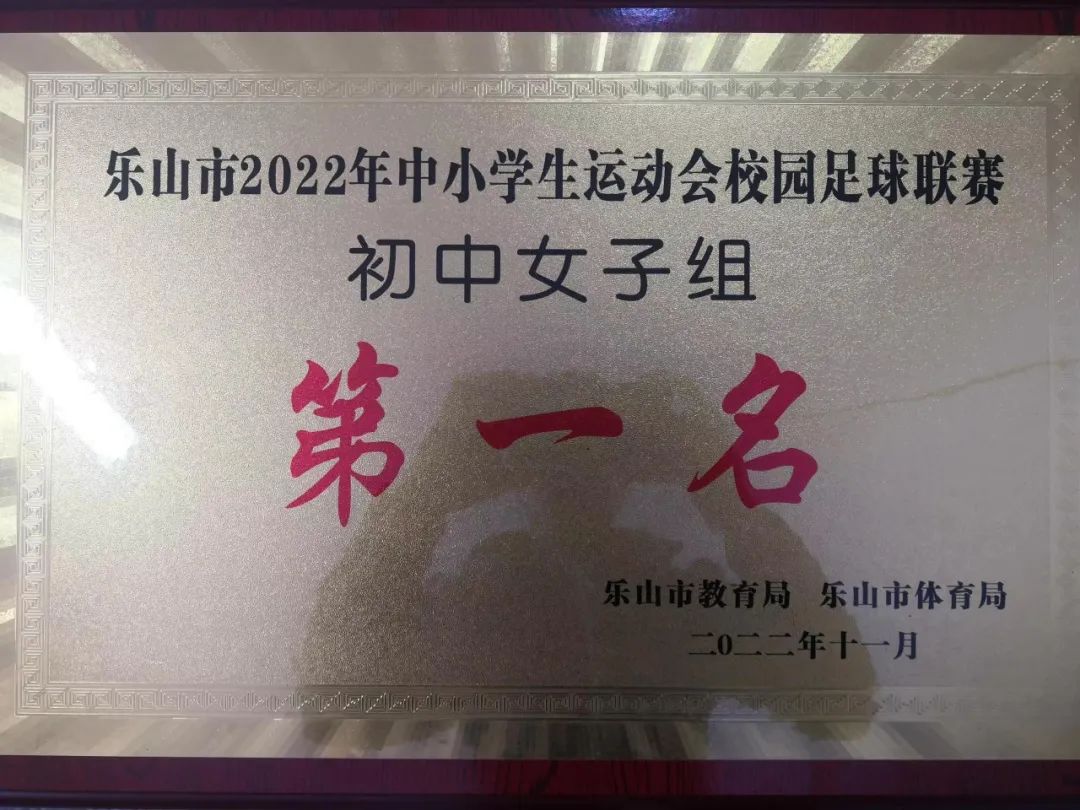 乐山市2022年中小学生运动会校园足球联赛
初中女子组
第一名
乐山市教育局 乐山市体育局
二0二二年十一月